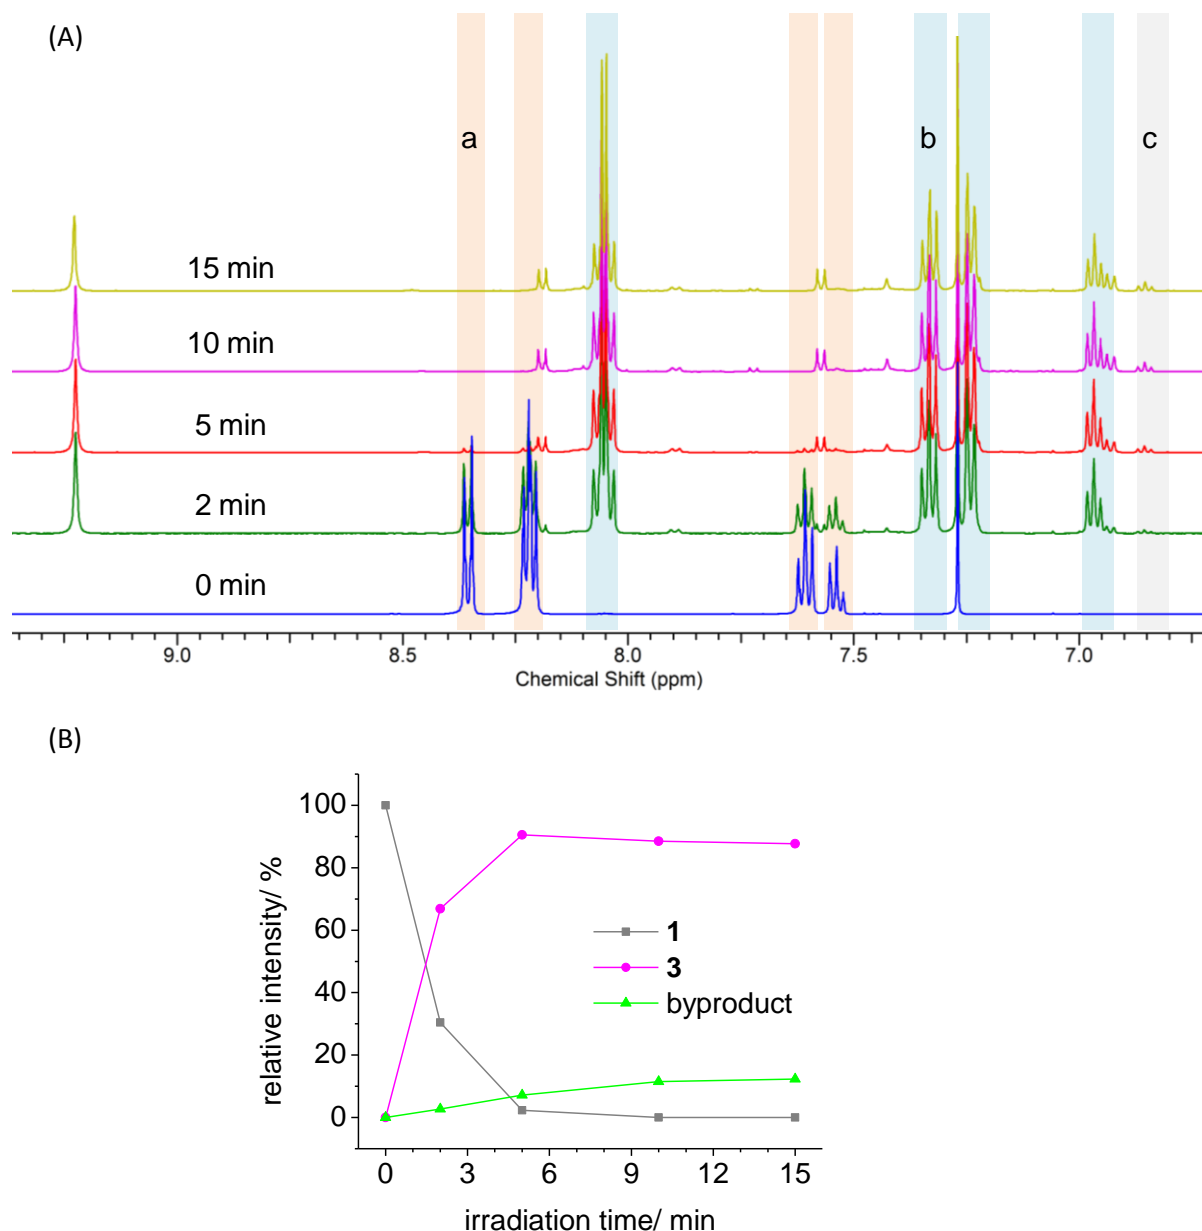 (A)
a
b
c
15 min
10 min
5 min
2 min
0 min
9.0
8.5
8.0
7.5
7.0
Chemical Shift (ppm)
(B)
100
80
60
40
20
0
relative intensity/ %
1
3
byproduct
0
3
6
9
12
15
irradiation time/ min